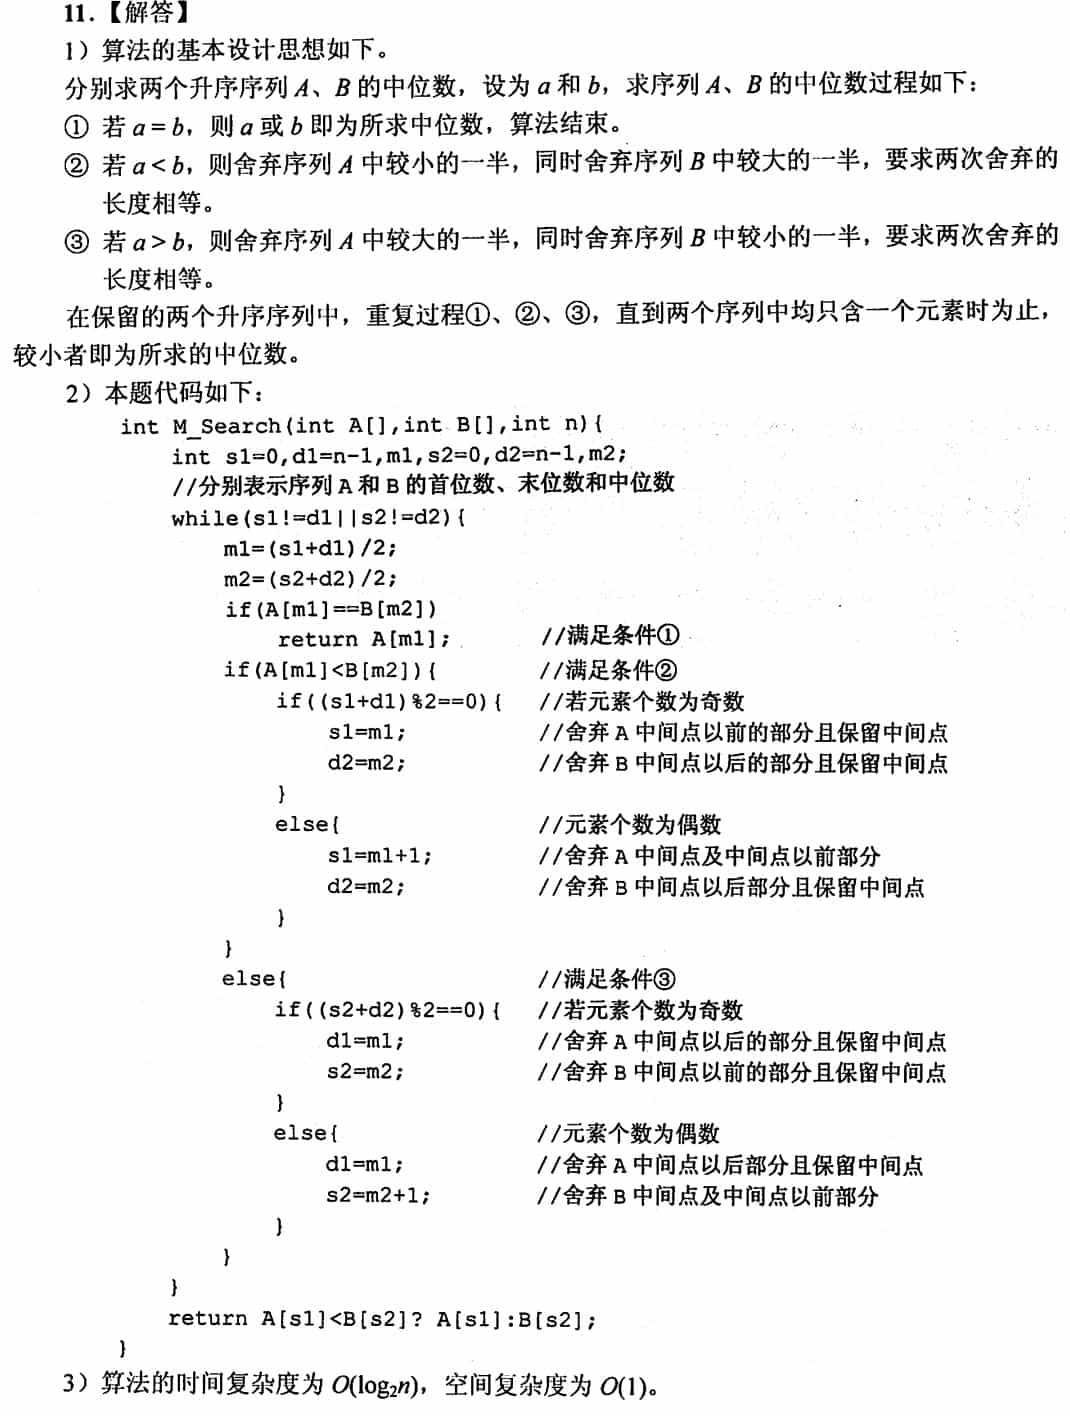 11.【解答】
1）算法的基本设计思想如下。
分别求两个升序序列 A、B 的中位数，设为 a 和 b，求序列 A、B 的中位数过程如下：
① 若 a = b，则 a 或 b 即为所求中位数，算法结束。
② 若 a < b，则舍弃序列 A 中较小的一半，同时舍弃序列 B 中较大的一半，要求两次舍弃的
长度相等。
③ 若 a > b，则舍弃序列 A 中较大的一半，同时舍弃序列 B 中较小的一半，要求两次舍弃的
长度相等。
在保留的两个升序序列中，重复过程①、②、③，直到两个序列中均只含一个元素时为止，
较小者即为所求的中位数。
2）本题代码如下：
int M_Search(int A[],int B[],int n){
int s1=0,d1=n-1,m1,s2=0,d2=n-1,m2;
//分别表示序列 A 和 B 的首位数、末位数和中位数
while(s1!=d1||s2!=d2){
m1=(s1+d1)/2;
m2=(s2+d2)/2;
if(A[m1]==B[m2])
return A[m1]; //满足条件①
if(A[m1]<B[m2]){ //满足条件②
if((s1+d1)%2==0){ //若元素个数为奇数
s1=m1; //舍弃 A 中间点以前的部分且保留中间点
d2=m2; //舍弃 B 中间点以后的部分且保留中间点
}
else{ //元素个数为偶数
s1=m1+1; //舍弃 A 中间点及中间点以前部分
d2=m2; //舍弃 B 中间点以后部分且保留中间点
}
}
else{ //满足条件③
if((s2+d2)%2==0){ //若元素个数为奇数
d1=m1; //舍弃 A 中间点以后的部分且保留中间点
s2=m2; //舍弃 B 中间点以前的部分且保留中间点
}
else{ //元素个数为偶数
d1=m1; //舍弃 A 中间点以后部分且保留中间点
s2=m2+1; //舍弃 B 中间点及中间点以前部分
}
}
}
return A[s1]<B[s2]? A[s1]:B[s2];
}
3）算法的时间复杂度为 O(log₂n)，空间复杂度为 O(1)。